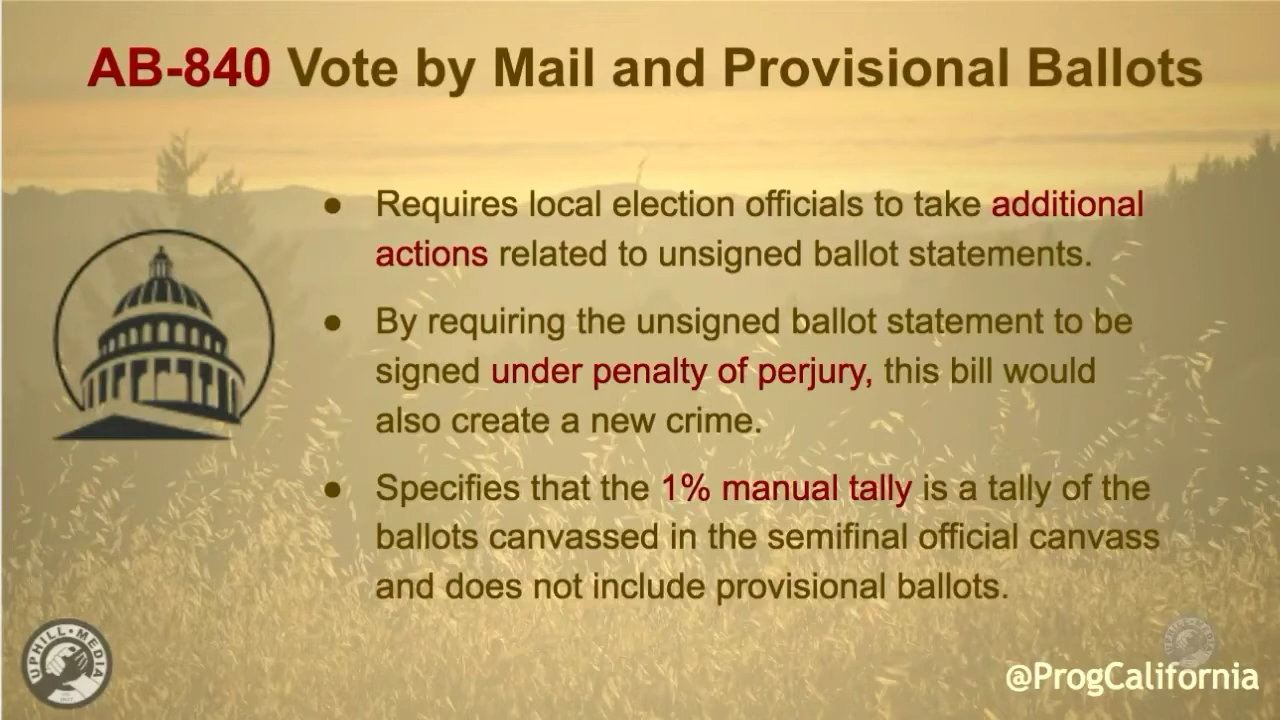 AB-840 Vote by Mail and Provisional Ballots
● Requires local election officials to take additional
actions related to unsigned ballot statements.
● By requiring the unsigned ballot statement to be
signed under penalty of perjury, this bill would
also create a new crime.
● Specifies that the 1% manual tally is a tally of the
ballots canvassed in the semifinal official canvass
and does not include provisional ballots.
UPHILL • MEDIA
UPHILL • MEDIA
@ProgCalifornia